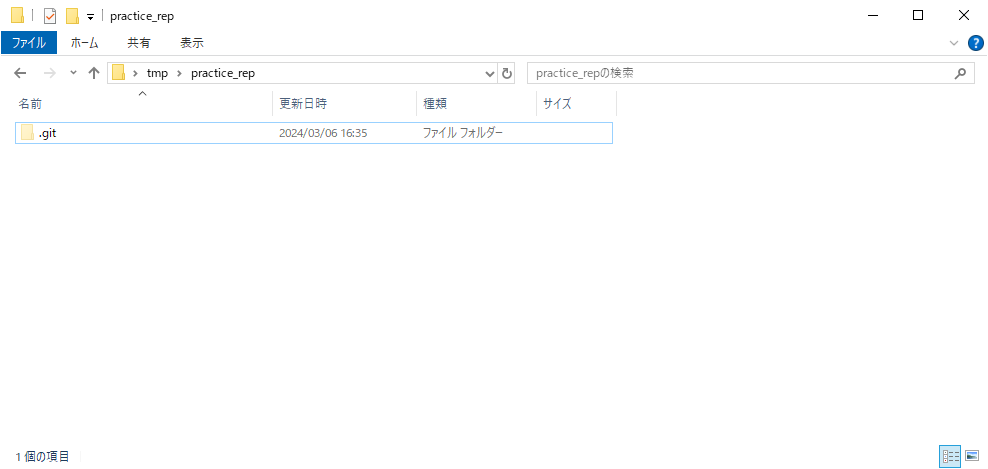 practice_rep
ファイル ホーム 共有 表示
tmp practice_rep practice_repの検索
名前 更新日時 種類 サイズ
.git 2024/03/06 16:35 ファイル フォルダー
1 個の項目